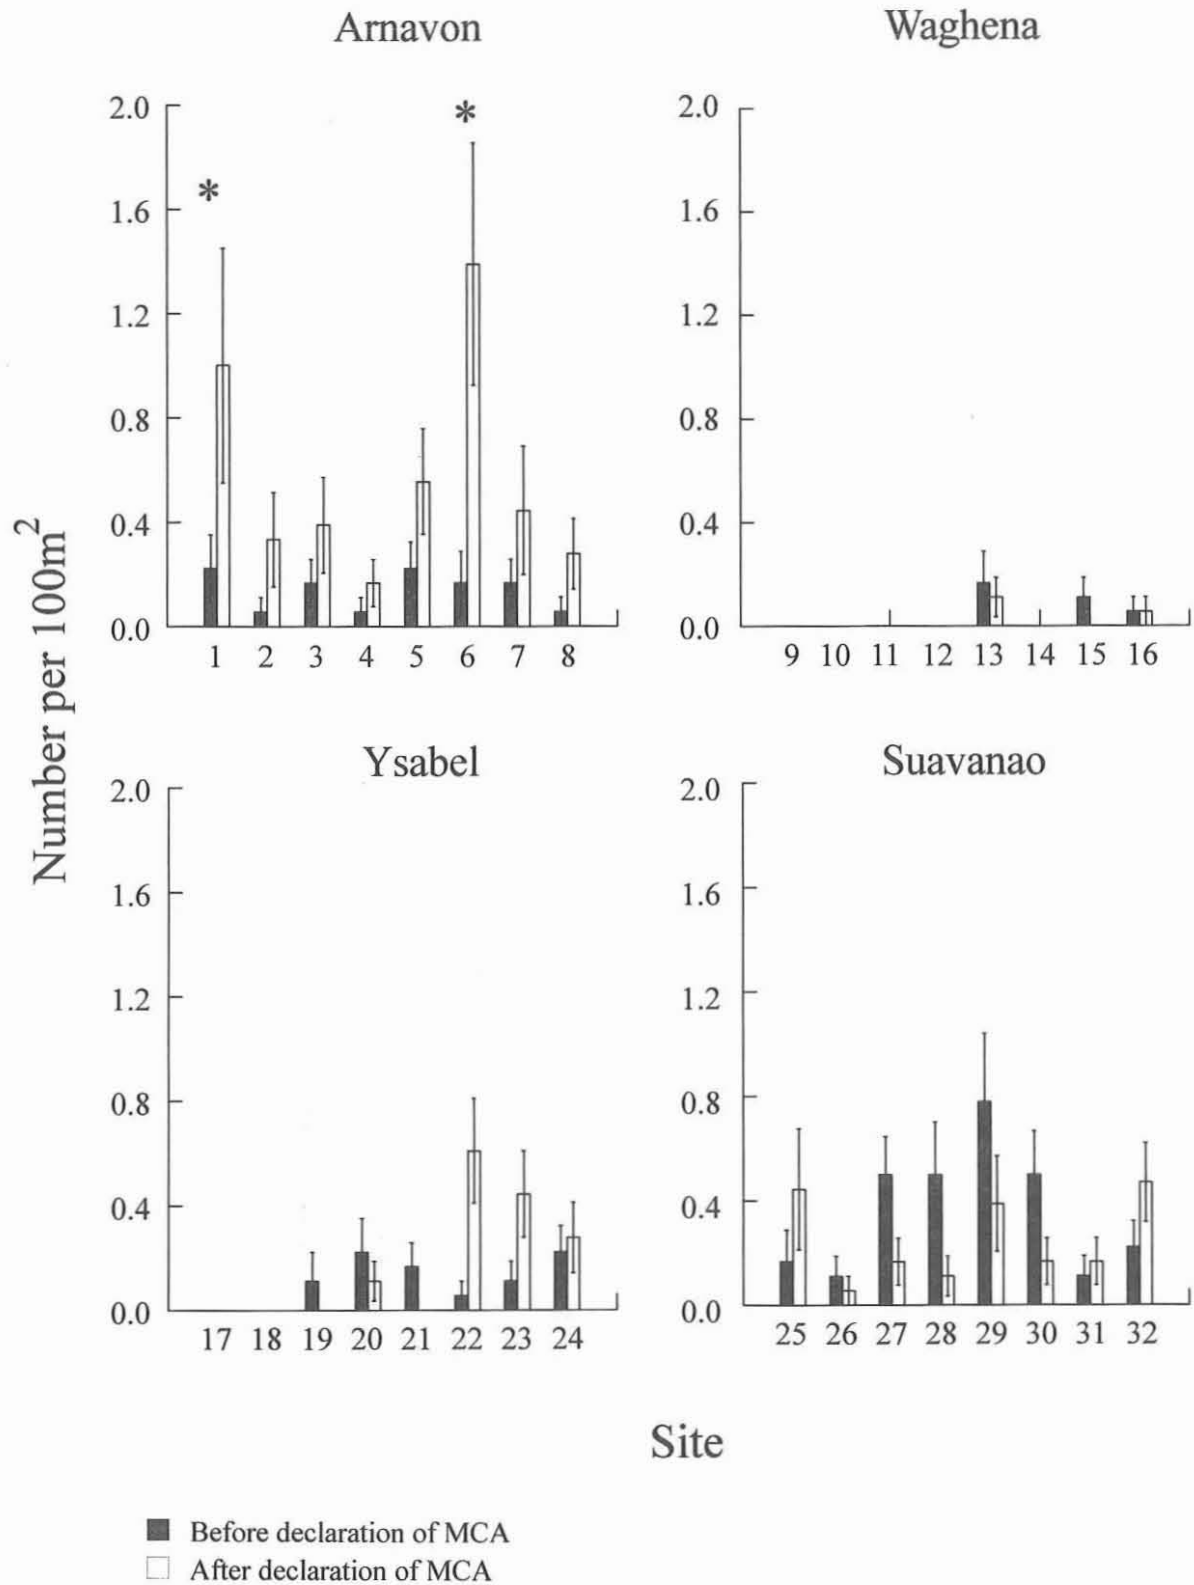 Arnavon
Waghena
2.0
1.6
1.2
0.8
0.4
0.0
*
*
1 2 3 4 5 6 7 8
2.0
1.6
1.2
0.8
0.4
0.0
9 10 11 12 13 14 15 16
Number per 100m²
Ysabel
Suavanao
2.0
1.6
1.2
0.8
0.4
0.0
17 18 19 20 21 22 23 24
2.0
1.6
1.2
0.8
0.4
0.0
25 26 27 28 29 30 31 32
Site
Before declaration of MCA
After declaration of MCA